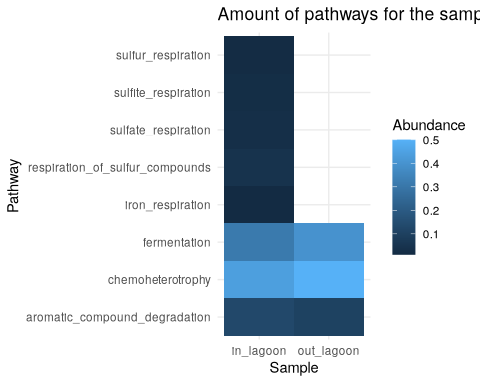 Amount of pathways for the samp
sulfur_respiration
sulfite_respiration
sulfate_respiration
respiration_of_sulfur_compounds
iron_respiration
fermentation
chemoheterotrophy
aromatic_compound_degradation
Pathway
in_lagoon out_lagoon
Sample
Abundance
0.5
0.4
0.3
0.2
0.1